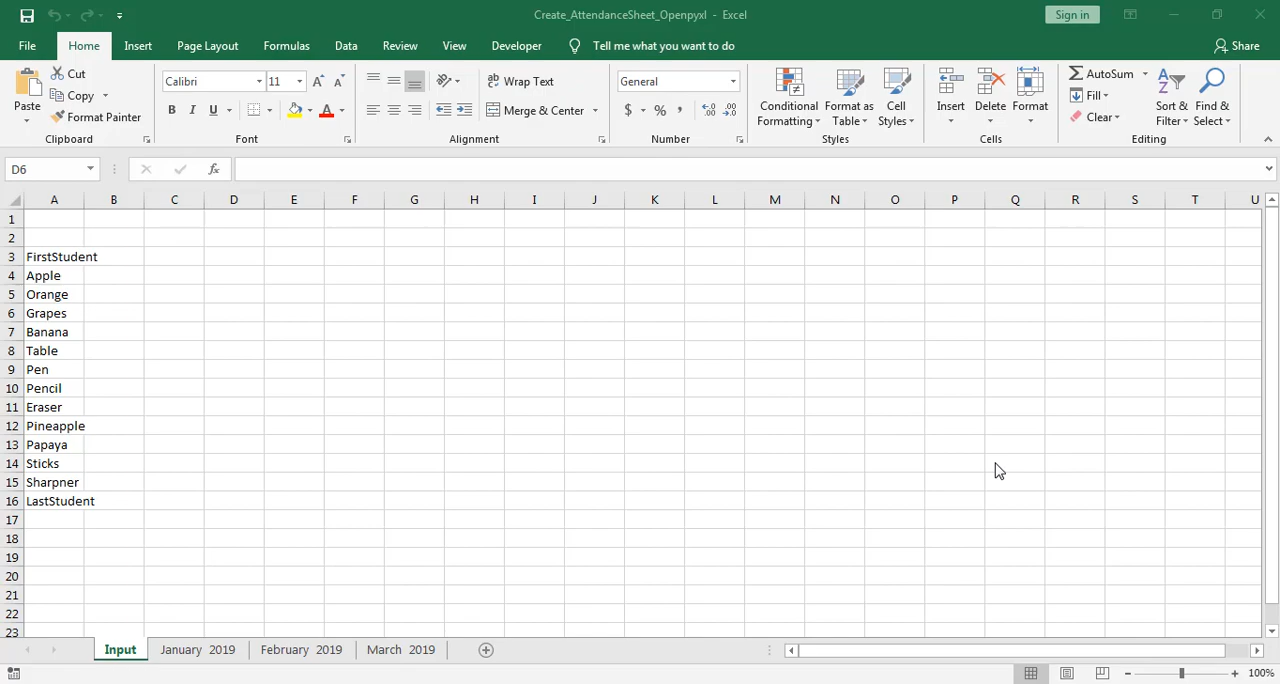 Create_AttendanceSheet_Openpyxl - Excel
Sign in
File Home Insert Page Layout Formulas Data Review View Developer Tell me what you want to do Share
Paste
Cut
Copy
Format Painter
Clipboard
Calibri 11
B I U
Font
Wrap Text
Merge & Center
Alignment
General
$ % ,
Number
Conditional Formatting
Format as Table
Cell Styles
Styles
Insert
Delete
Format
Cells
AutoSum
Fill
Clear
Sort & Filter
Find & Select
Editing
D6 fx
A B C D E F G H I J K L M N O P Q R S T U
1
2
3 FirstStudent
4 Apple
5 Orange
6 Grapes
7 Banana
8 Table
9 Pen
10 Pencil
11 Eraser
12 Pineapple
13 Papaya
14 Sticks
15 Sharpner
16 LastStudent
17
18
19
20
21
22
23
Input January 2019 February 2019 March 2019
100%